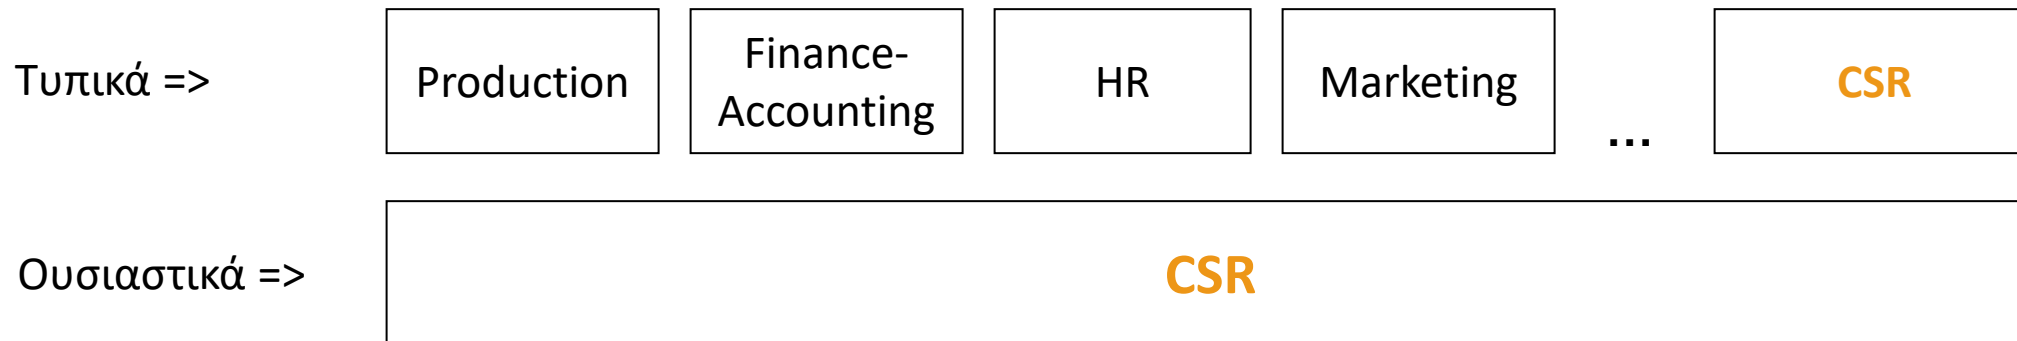 Τυπικά =>
Production
Finance-
Accounting
HR
Marketing
...
CSR
Ουσιαστικά =>
CSR